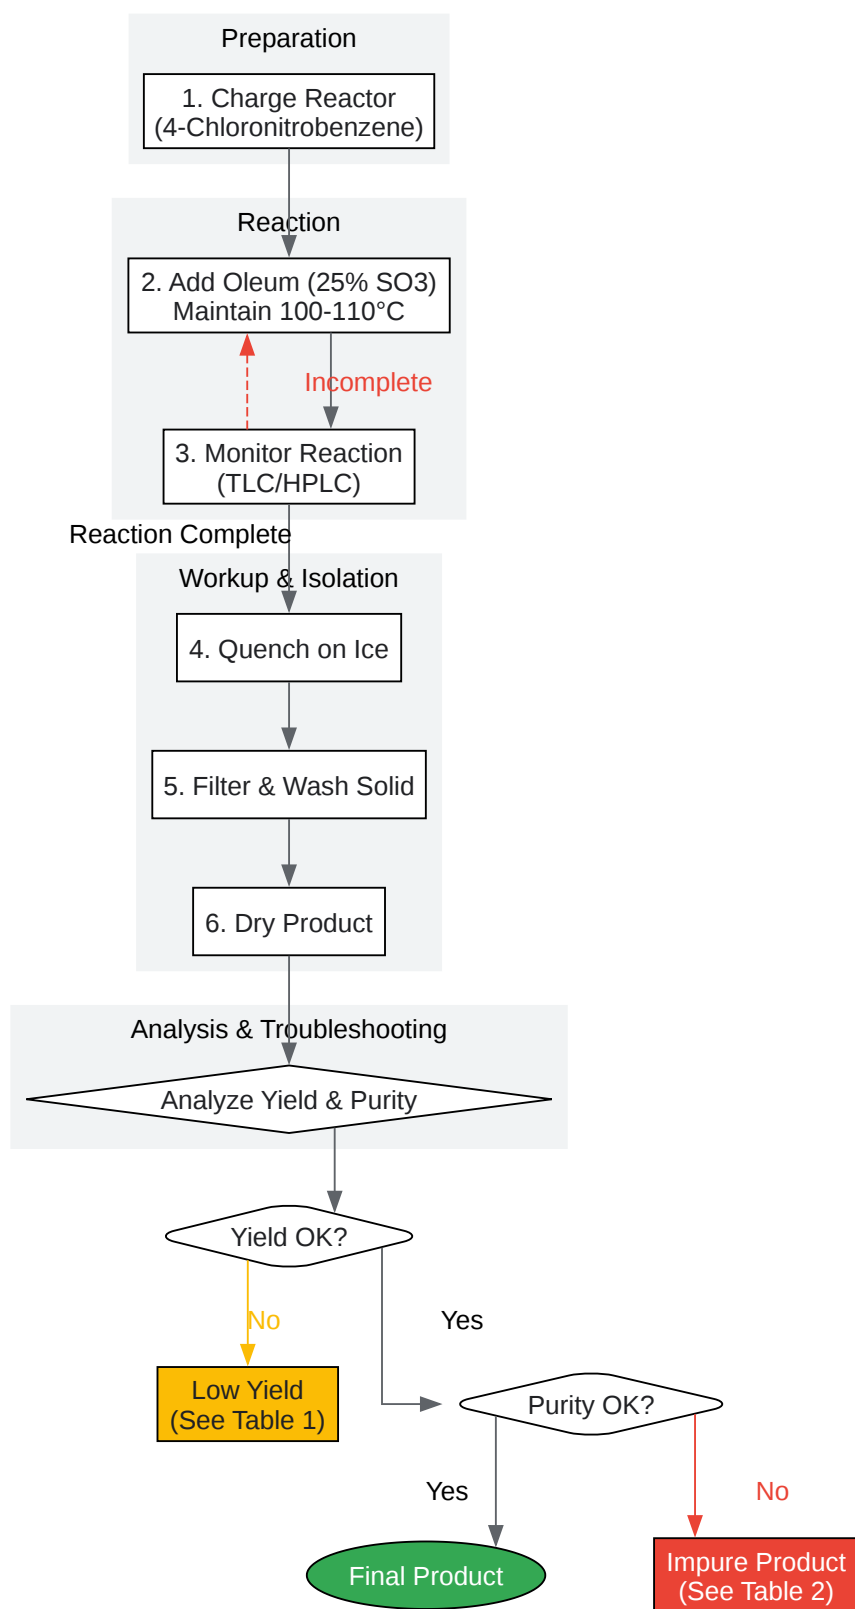 Preparation
1. Charge Reactor
(4-Chloronitrobenzene)
Reaction
2. Add Oleum (25% SO3)
Maintain 100-110°C
Incomplete
3. Monitor Reaction
(TLC/HPLC)
Reaction Complete
Workup & Isolation
4. Quench on Ice
5. Filter & Wash Solid
6. Dry Product
Analysis & Troubleshooting
Analyze Yield & Purity
Yield OK?
No
Yes
Low Yield
(See Table 1)
Purity OK?
Yes
No
Final Product
Impure Product
(See Table 2)